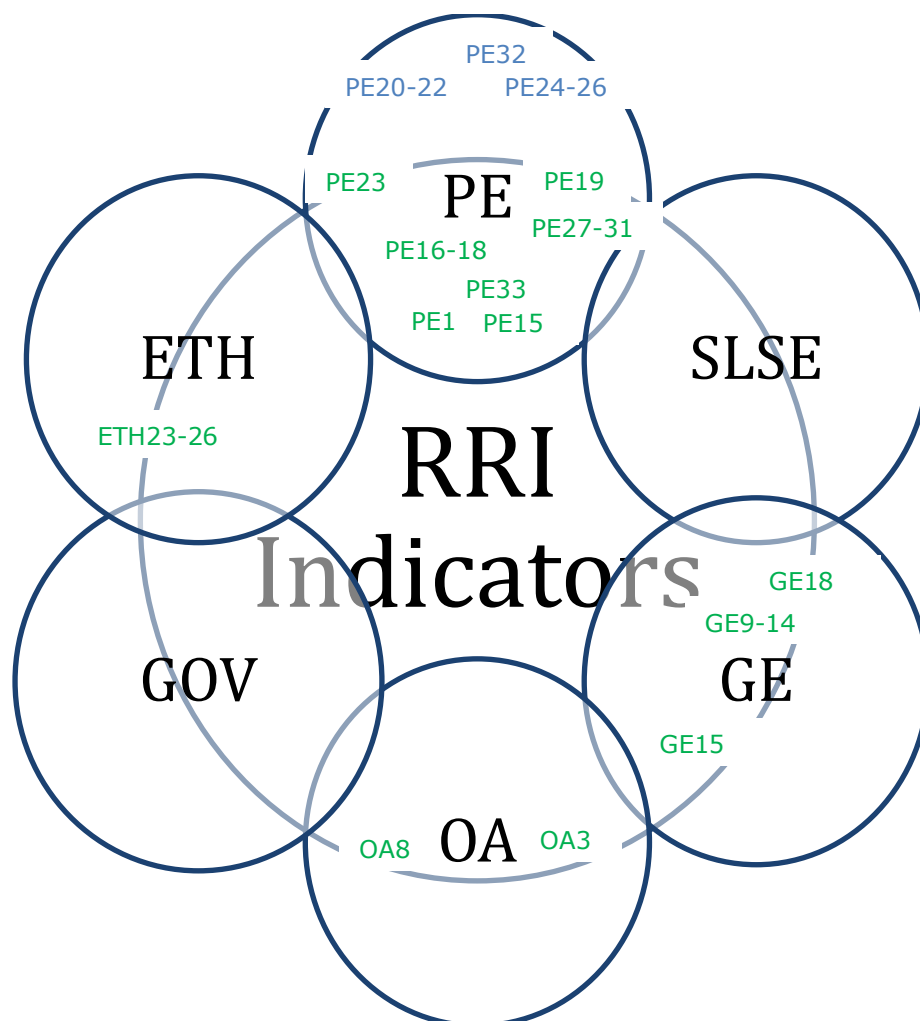 PE32
PE20-22
PE24-26
PE23
PE
PE19
PE27-31
PE16-18
PE33
PE1
PE15
ETH
SLSE
ETH23-26
RRI
Indicators
GE18
GE9-14
GOV
GE
GE15
OA8
OA
OA3